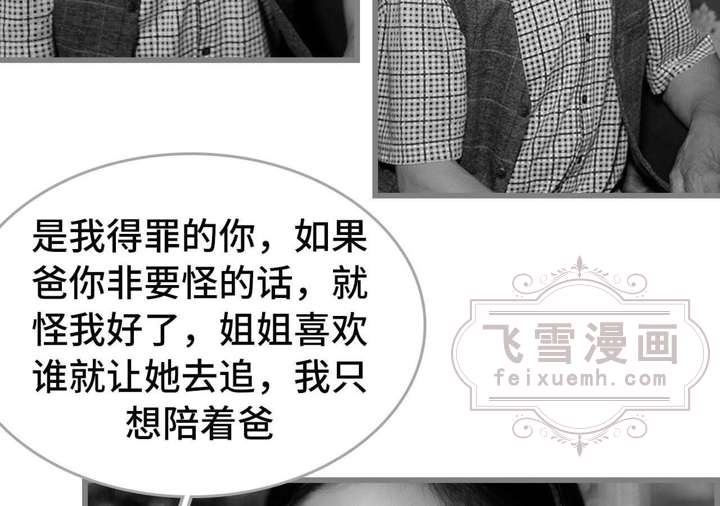 是我得罪的你，如果
爸你非要怪的话，就
怪我好了，姐姐喜欢
谁就让她去追，我只
想陪着爸
飞雪漫画
feixuemh.com